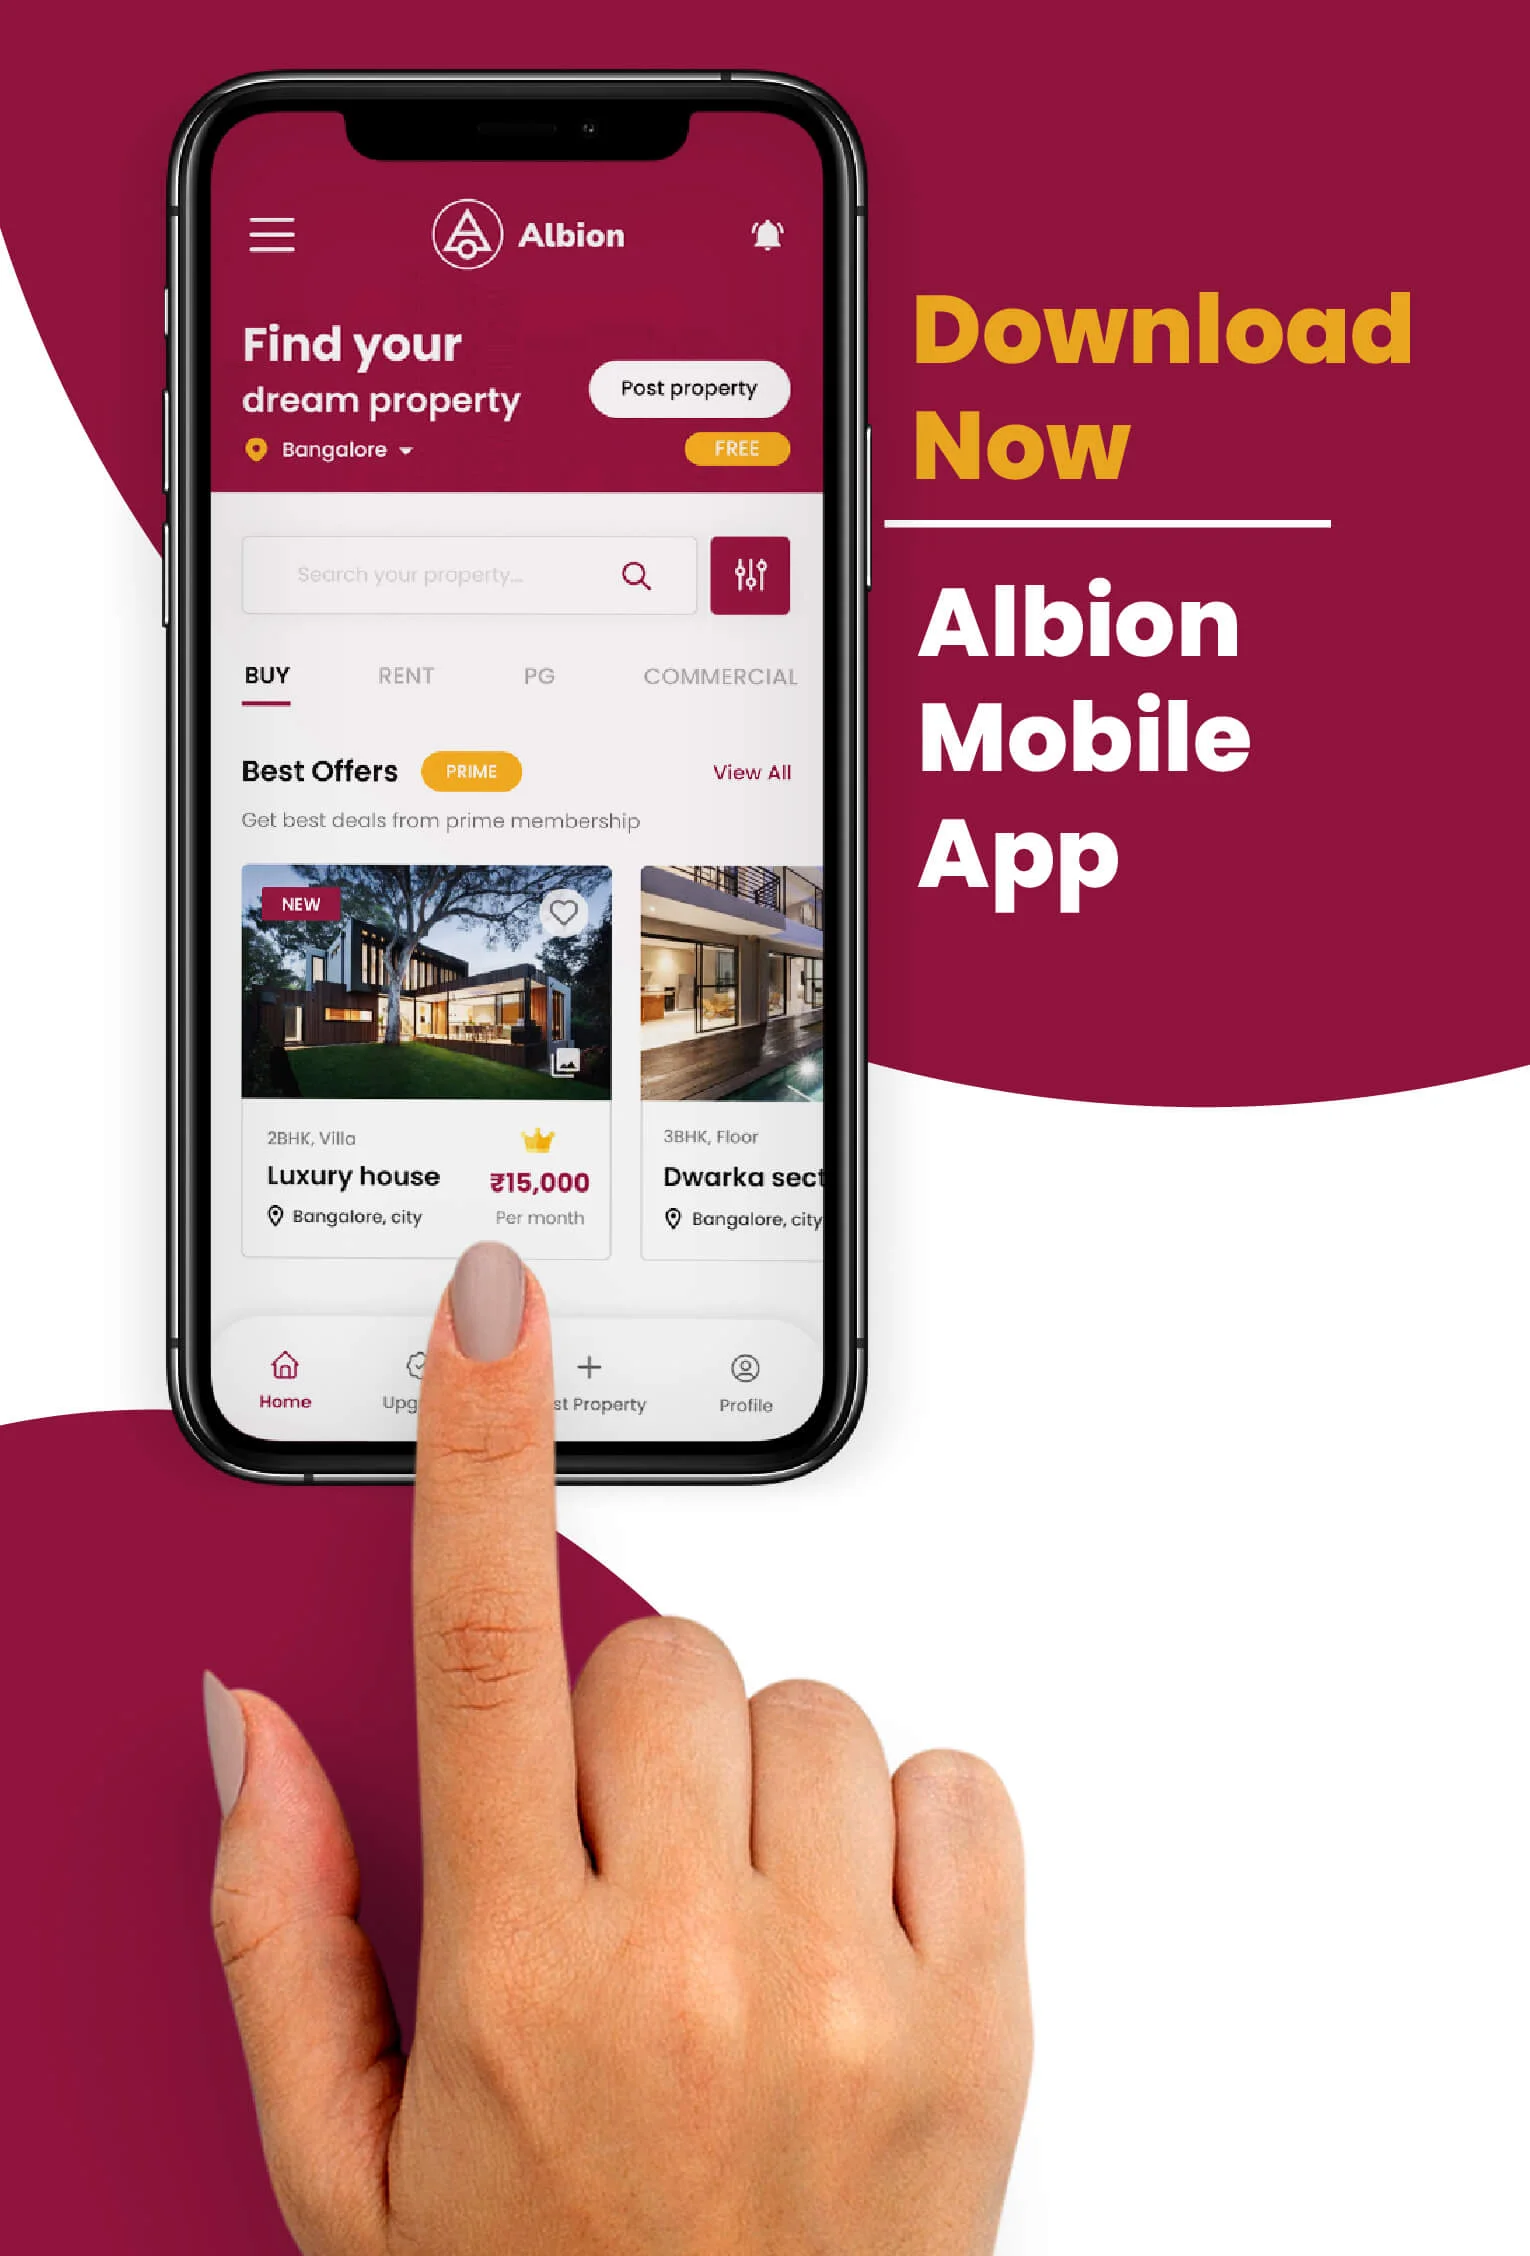 Albion
Find your
dream property
Post property
Bangalore
FREE
Search your property...
BUY RENT PG COMMERCIAL
Best Offers PRIME View All
Get best deals from prime membership
NEW
2BHK, Villa
Luxury house
₹15,000
Bangalore, city
Per month
3BHK, Floor
Dwarka sect
Bangalore, city
Home
Property
Profile
Download
Now
Albion
Mobile
App